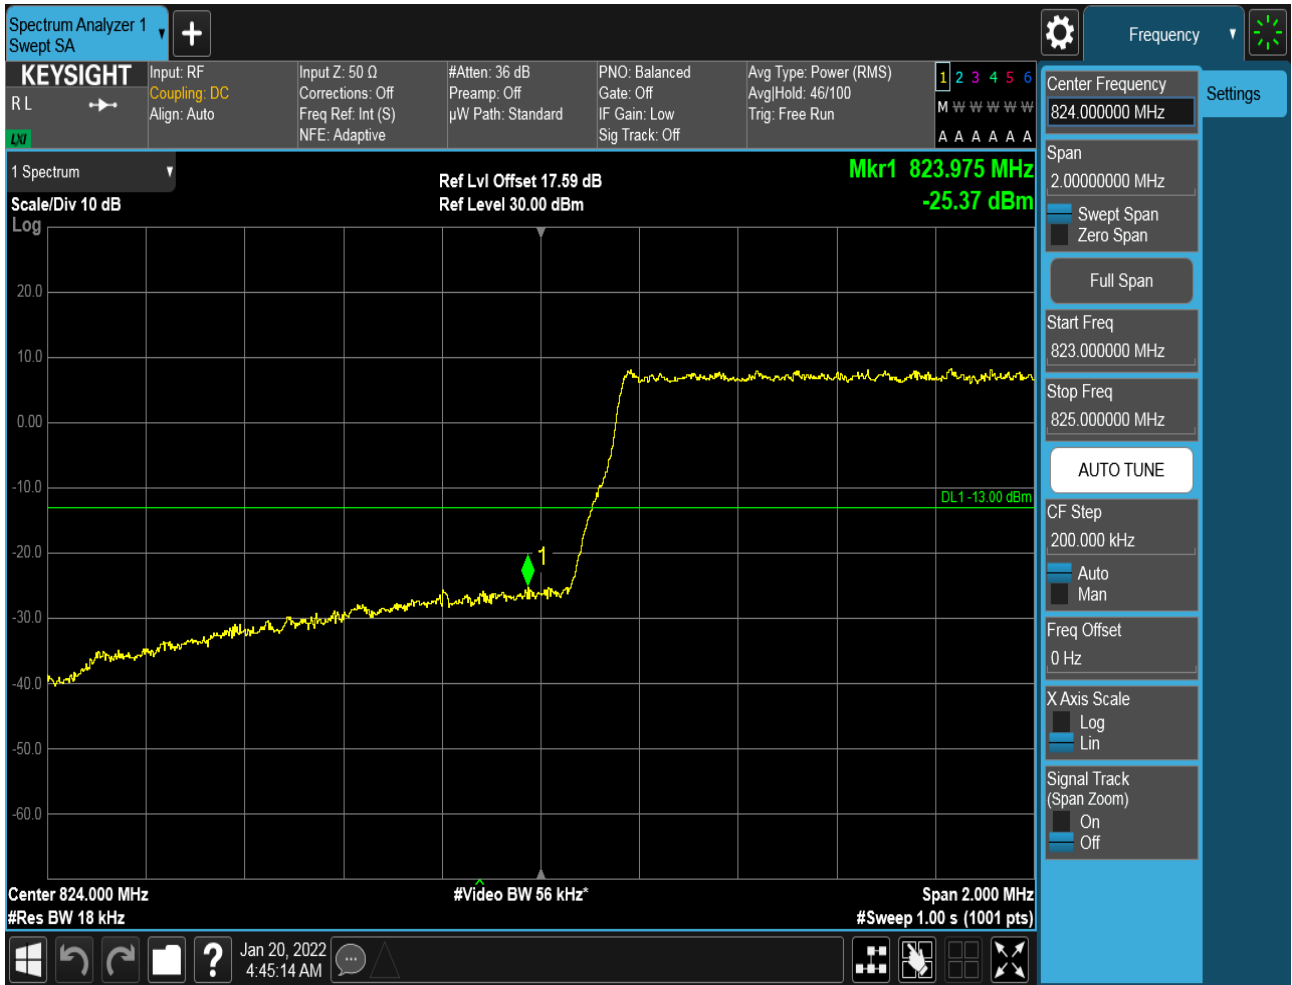 Spectrum Analyzer 1
Swept SA
Frequency
KEYSIGHT
R L
LXI
Input: RF
Coupling: DC
Align: Auto
Input Z: 50 Ω
Corrections: Off
Freq Ref: Int (S)
NFE: Adaptive
#Atten: 36 dB
Preamp: Off
µW Path: Standard
PNO: Balanced
Gate: Off
IF Gain: Low
Sig Track: Off
Avg Type: Power (RMS)
Avg|Hold: 46/100
Trig: Free Run
1 2 3 4 5 6
M W W W W W
A A A A A A
1 Spectrum
Scale/Div 10 dB
Log
Ref Lvl Offset 17.59 dB
Ref Level 30.00 dBm
Mkr1 823.975 MHz
-25.37 dBm
20.0
10.0
0.00
-10.0
DL1 -13.00 dBm
-20.0
1
-30.0
-40.0
-50.0
-60.0
Center 824.000 MHz
#Res BW 18 kHz
#Video BW 56 kHz*
Span 2.000 MHz
#Sweep 1.00 s (1001 pts)
Jan 20, 2022
4:45:14 AM
Center Frequency
824.000000 MHz
Settings
Span
2.00000000 MHz
Swept Span
Zero Span
Full Span
Start Freq
823.000000 MHz
Stop Freq
825.000000 MHz
AUTO TUNE
CF Step
200.000 kHz
Auto
Man
Freq Offset
0 Hz
X Axis Scale
Log
Lin
Signal Track
(Span Zoom)
On
Off